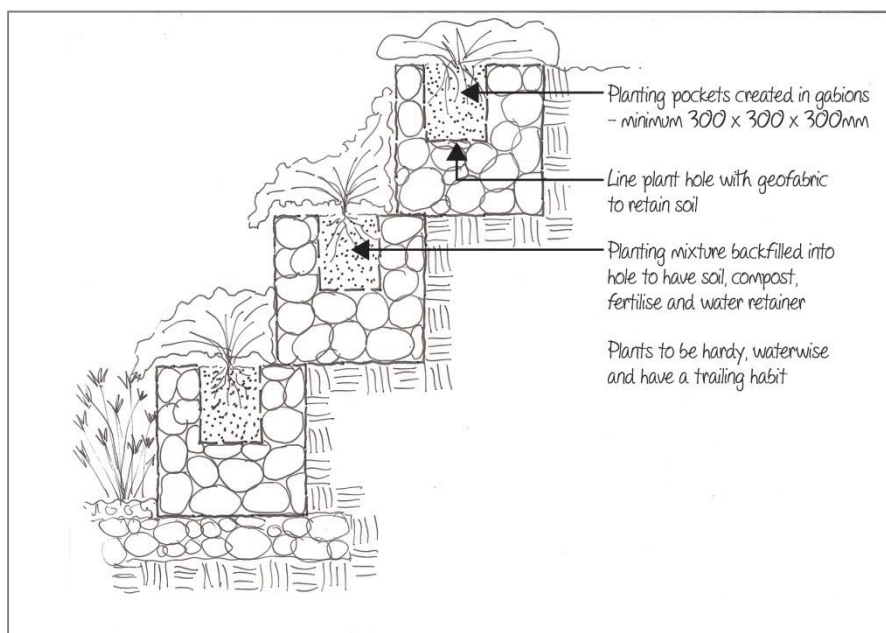 Planting pockets created in gabions
- minimum 300 x 300 x 300mm
Line plant hole with geofabric
to retain soil
Planting mixture backfilled into
hole to have soil, compost,
fertilise and water retainer
Plants to be hardy, waterwise
and have a trailing habit